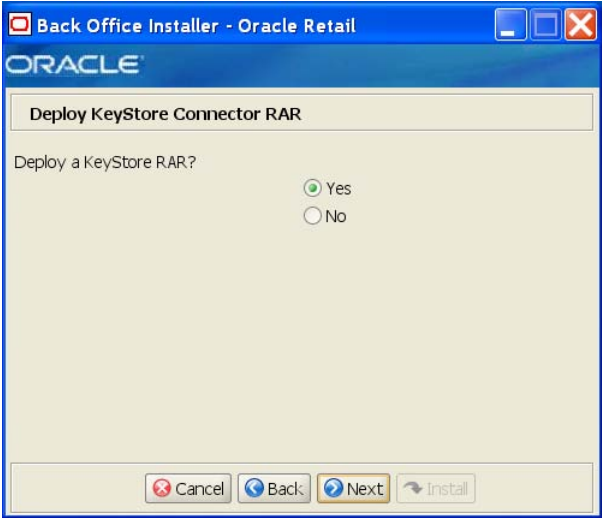 Back Office Installer - Oracle Retail
ORACLE
Deploy KeyStore Connector RAR
Deploy a KeyStore RAR?
Yes
No
Cancel Back Next Install